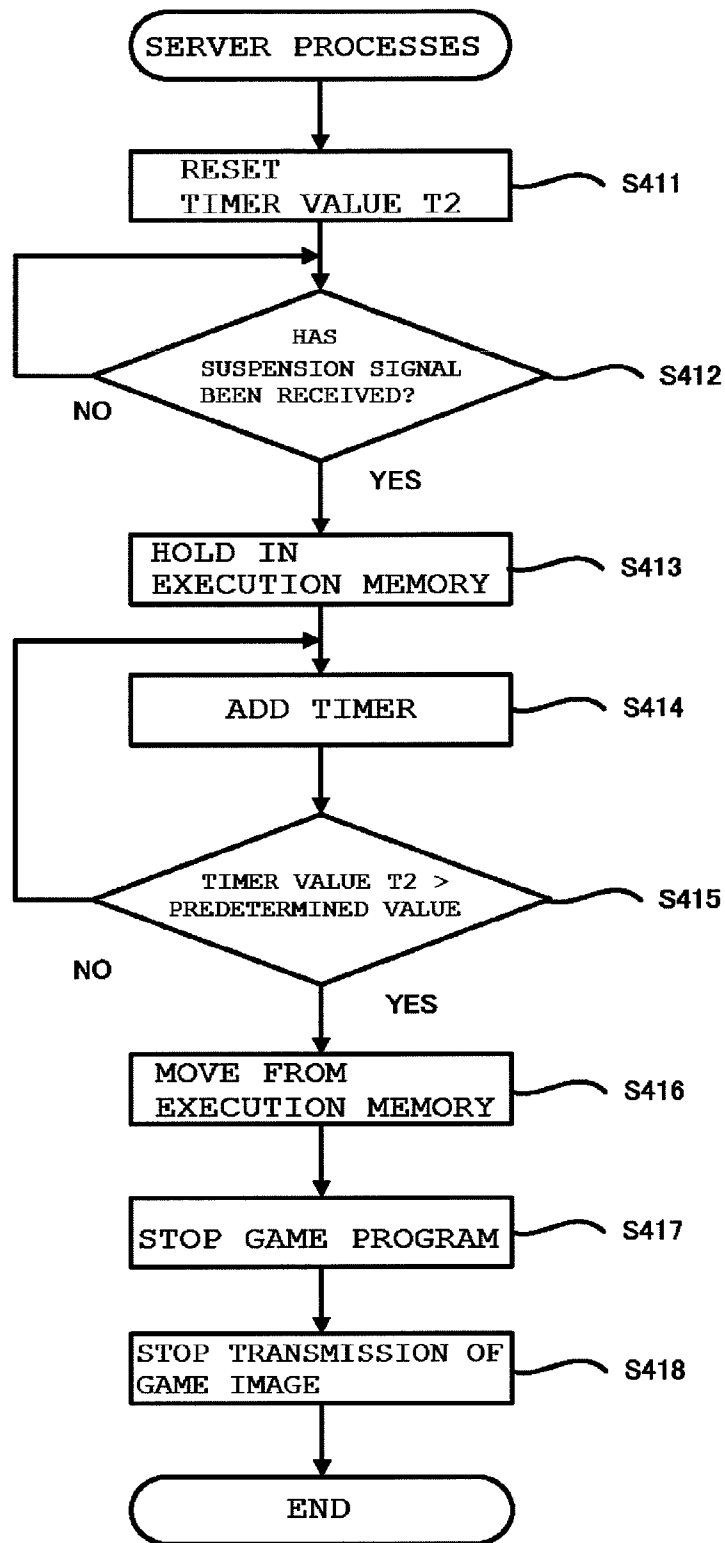 SERVER PROCESSES
RESET
TIMER VALUE T2
S411
HAS
SUSPENSION SIGNAL
BEEN RECEIVED?
S412
NO
YES
HOLD IN
EXECUTION MEMORY
S413
ADD TIMER
S414
TIMER VALUE T2 >
PREDETERMINED VALUE
S415
NO
YES
MOVE FROM
EXECUTION MEMORY
S416
STOP GAME PROGRAM
S417
STOP TRANSMISSION OF
GAME IMAGE
S418
END